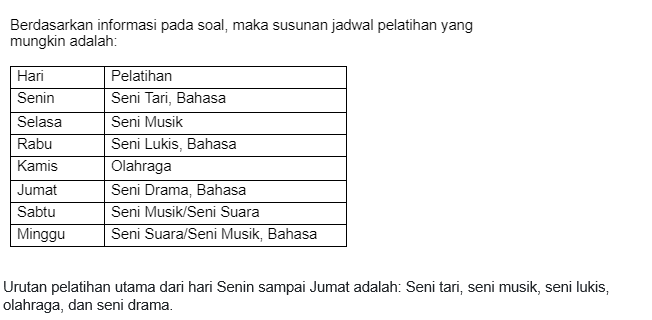 Berdasarkan informasi pada soal, maka susunan jadwal pelatihan yang
mungkin adalah:
Hari Pelatihan
Senin Seni Tari, Bahasa
Selasa Seni Musik
Rabu Seni Lukis, Bahasa
Kamis Olahraga
Jumat Seni Drama, Bahasa
Sabtu Seni Musik/Seni Suara
Minggu Seni Suara/Seni Musik, Bahasa
Urutan pelatihan utama dari hari Senin sampai Jumat adalah: Seni tari, seni musik, seni lukis,
olahraga, dan seni drama.